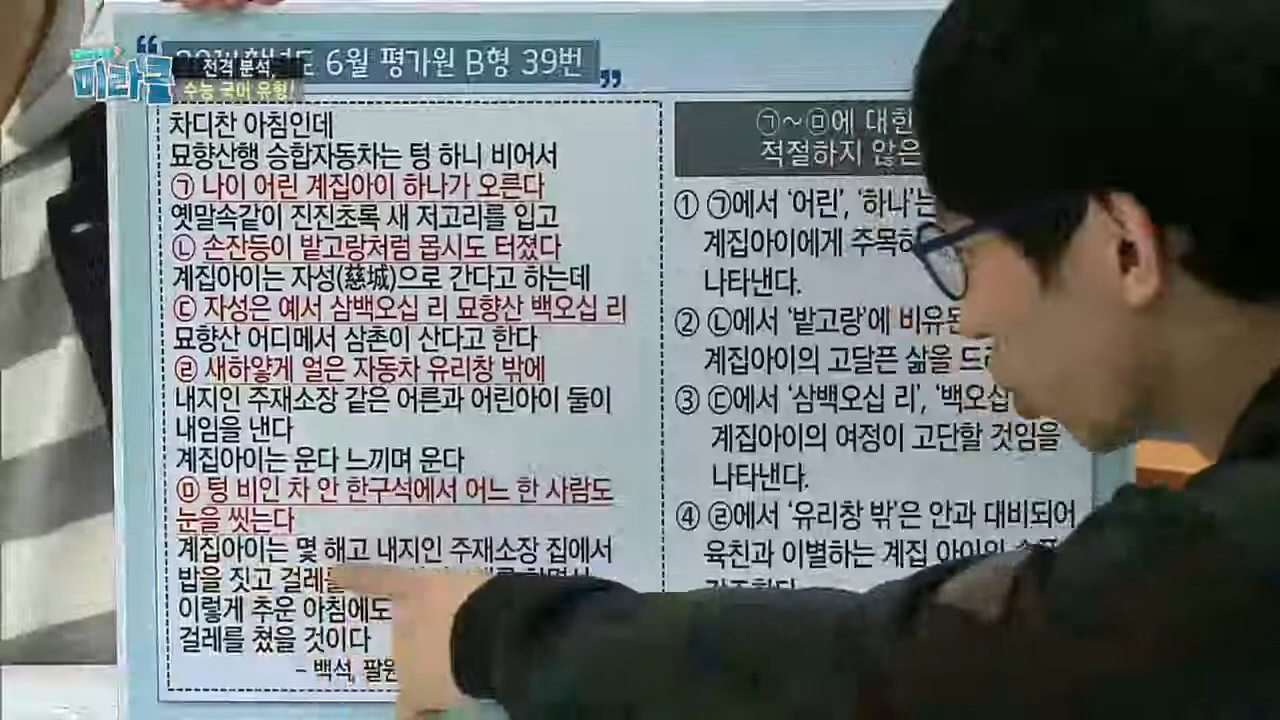 미라클
전격 분석,
수능 국어 유형!
6월 평가원 B형 39번
차디찬 아침인데
묘향산행 승합자동차는 텅 하니 비어서
㉠ 나이 어린 계집아이 하나가 오른다
옛말속같이 진진초록 새 저고리를 입고
㉡ 손잔등이 밭고랑처럼 몹시도 터졌다
계집아이는 자성(慈城)으로 간다고 하는데
㉢ 자성은 예서 삼백오십 리 묘향산 백오십 리
묘향산 어디메서 삼촌이 산다고 한다
㉣ 새하얗게 얼은 자동차 유리창 밖에
내지인 주재소장 같은 어른과 어린아이 둘이
내임을 낸다
계집아이는 운다 느끼며 운다
㉤ 텅 비인 차 안 한구석에서 어느 한 사람도
눈을 씻는다
계집아이는 몇 해고 내지인 주재소장 집에서
밥을 짓고 걸레를
이렇게 추운 아침에도
걸레를 쳤을 것이다
- 백석, 팔원
㉠~㉤에 대한
적절하지 않은
① ㉠에서 '어린', '하나'는
계집아이에게 주목하
나타낸다.
② ㉡에서 '밭고랑'에 비유된
계집아이의 고달픈 삶을
③ ㉢에서 '삼백오십 리', '백오십
계집아이의 여정이 고단할 것임을
나타낸다.
④ ㉣에서 '유리창 밖'은 안과 대비되어
육친과 이별하는 계집 아이의